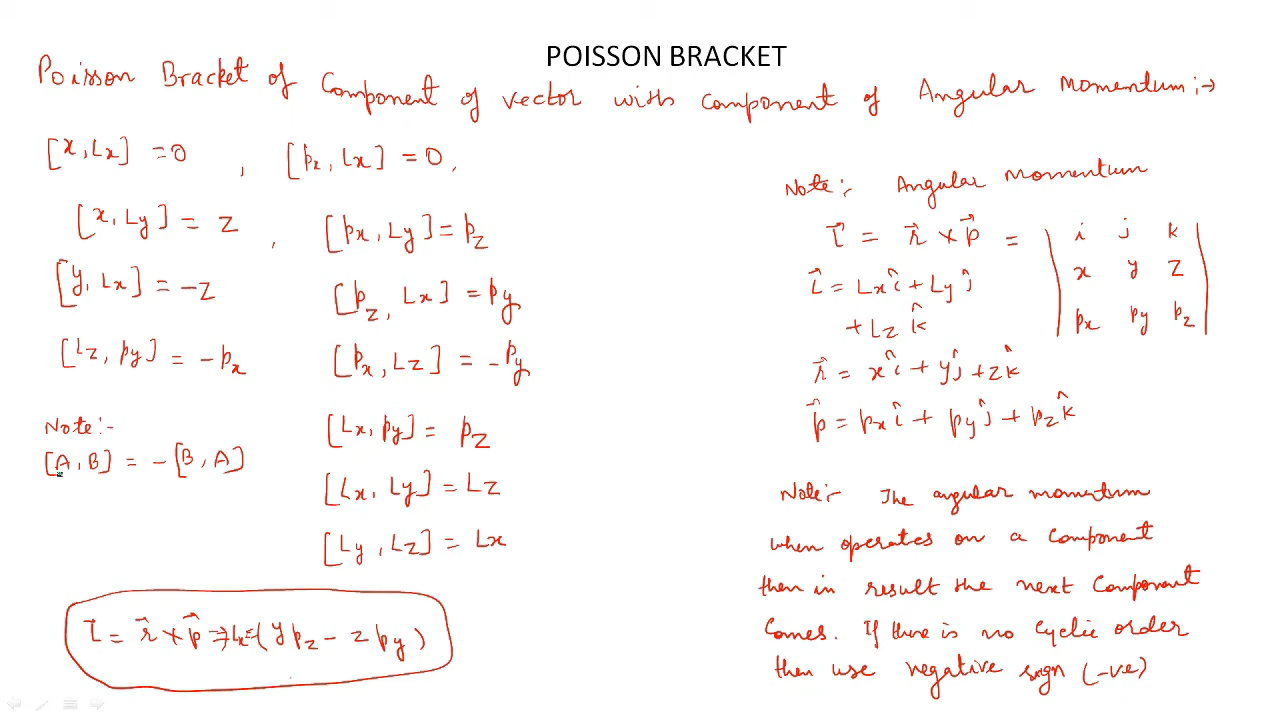 POISSON BRACKET
Poisson Bracket of Component of vector with component of Angular Momentum:→
[x, Lx] = 0 , [px, Lx] = 0,
[x, Ly] = z , [px, Ly] = pz
[y, Lx] = -z
[pz, Lx] = py
[Lz, py] = -px
[px, Lz] = -py
Note:-
[A, B] = -[B, A]
[Lx, py] = pz
[Lx, Ly] = Lz
[Ly, Lz] = Lx
L⃗ = r⃗ × p⃗ ⇒ Lx = (y pz - z py)
Note:- Angular Momentum
L⃗ = r⃗ × p⃗ = | i j k
x y z
px py pz |
L⃗ = Lx î + Ly ĵ
+ Lz k̂
r⃗ = x î + y ĵ + z k̂
p⃗ = px î + py ĵ + pz k̂
Note:- The angular momentum
when operates on a component
then in result the next component
comes. If there is no cyclic order
then use negative sign (-ve)